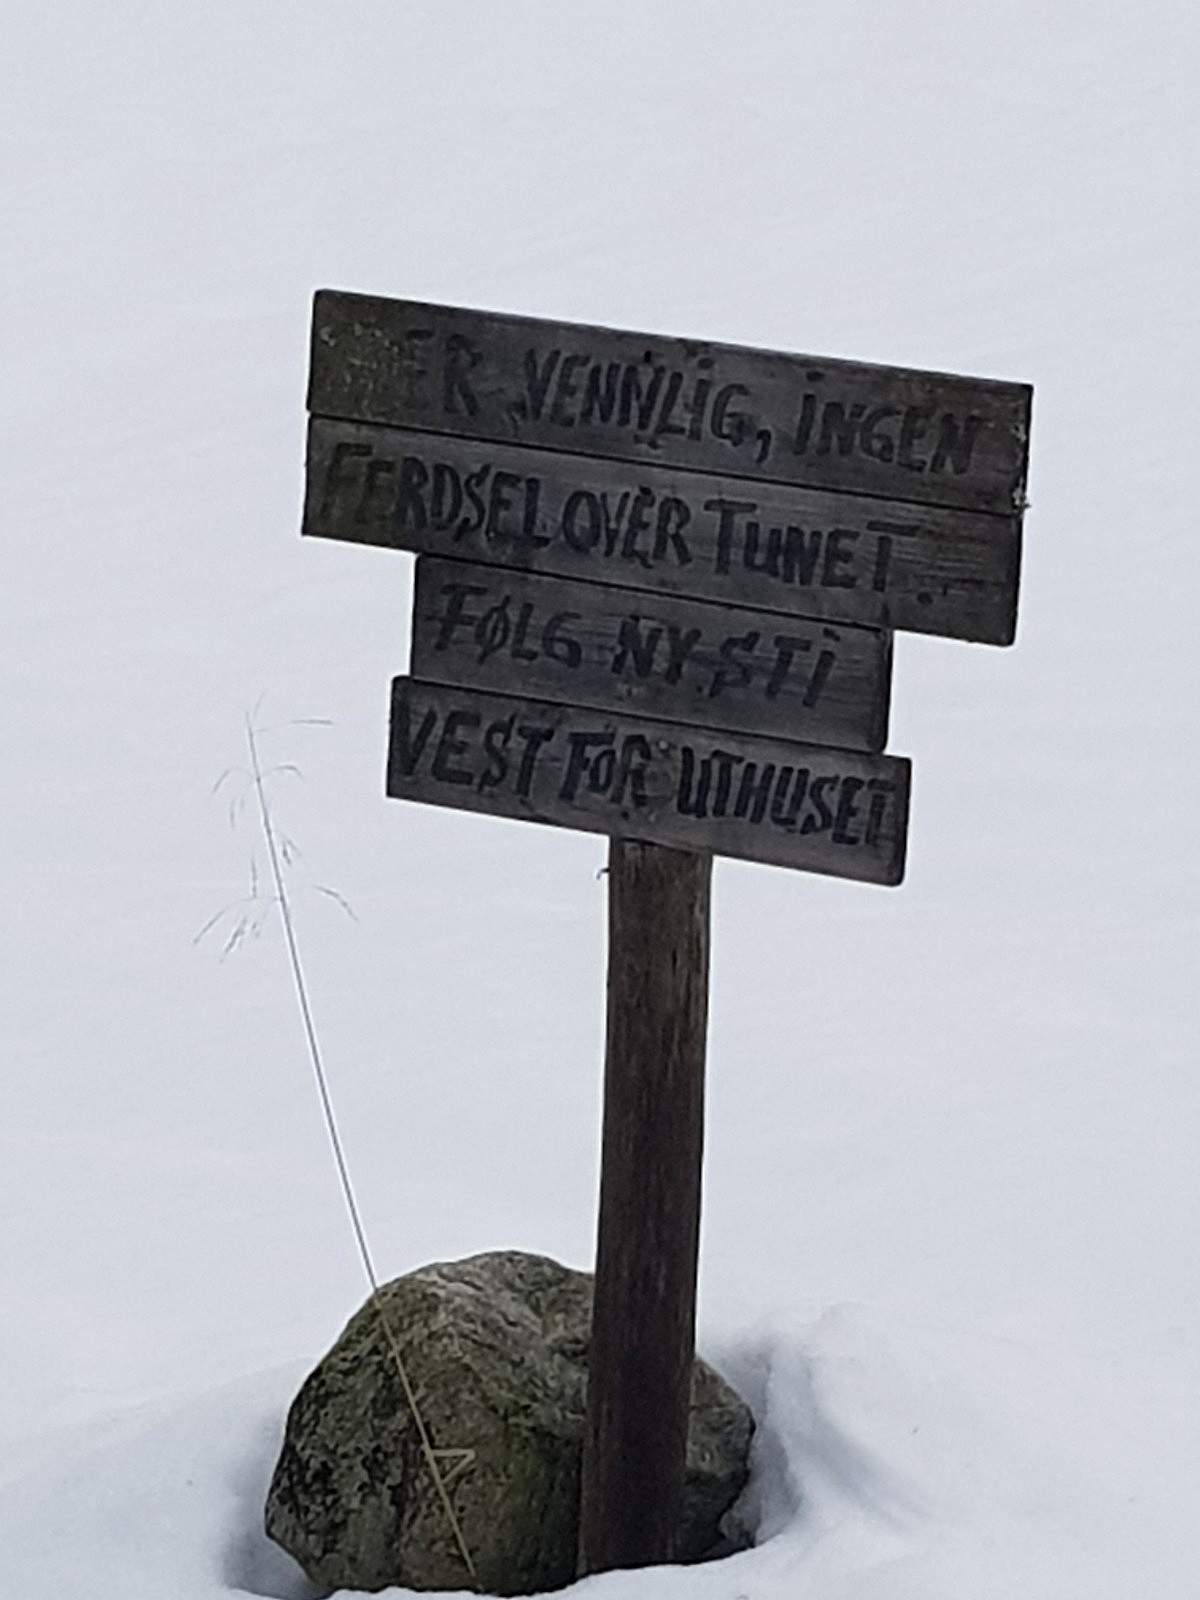 VENNLIG, INGEN
FERDSEL OVER TUNET.
FØLG NY STI
VEST FOR UTHUSET